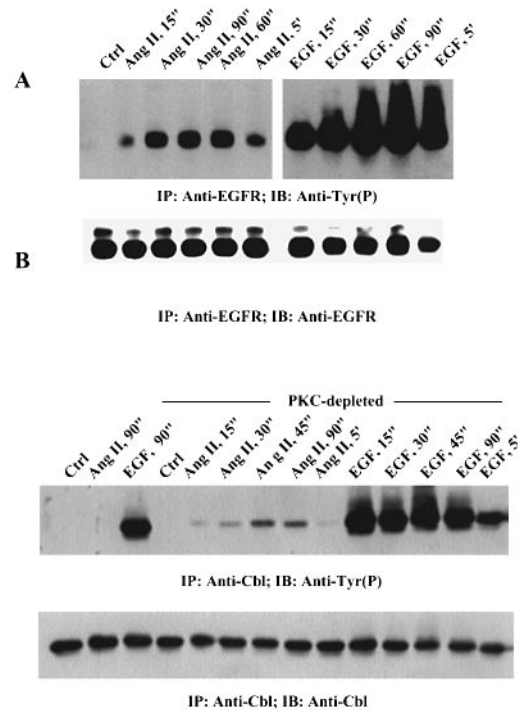 Ctrl Ang II, 15" Ang II, 30" Ang II, 90" Ang II, 60" Ang II, 5' EGF, 15" EGF, 30" EGF, 60" EGF, 90" EGF, 5'
A
IP: Anti-EGFR; IB: Anti-Tyr(P)
B
IP: Anti-EGFR; IB: Anti-EGFR
PKC-depleted
Ctrl Ang II, 90" EGF, 90" Ctrl Ang II, 15" Ang II, 30" An g II, 45" Ang II, 90" Ang II, 5' EGF, 15" EGF, 30" EGF, 45" EGF, 90" EGF, 5'
IP: Anti-Cbl; IB: Anti-Tyr(P)
IP: Anti-Cbl; IB: Anti-Cbl